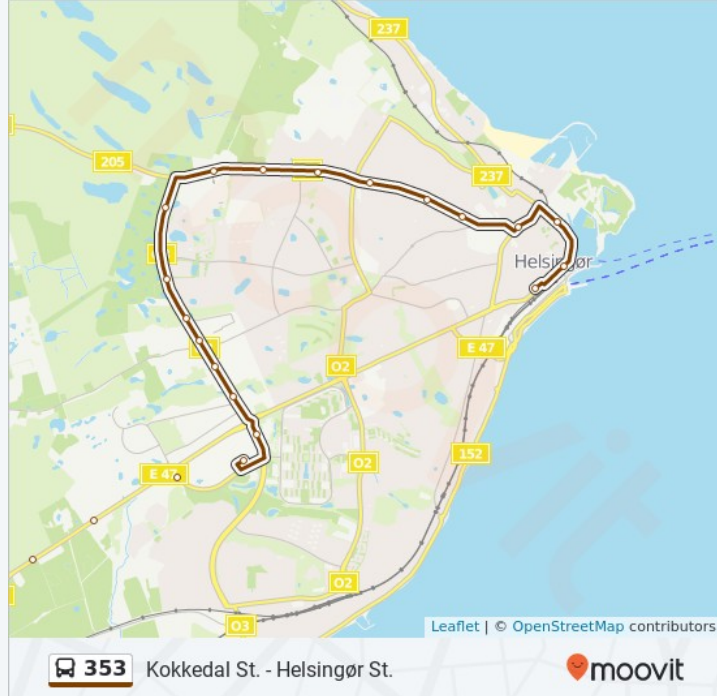 237
205
237
Helsingør
E 47
O2
E 47
152
O2
O2
O3
Leaflet | © OpenStreetMap contributors
353 Kokkedal St. - Helsingør St.
moovit